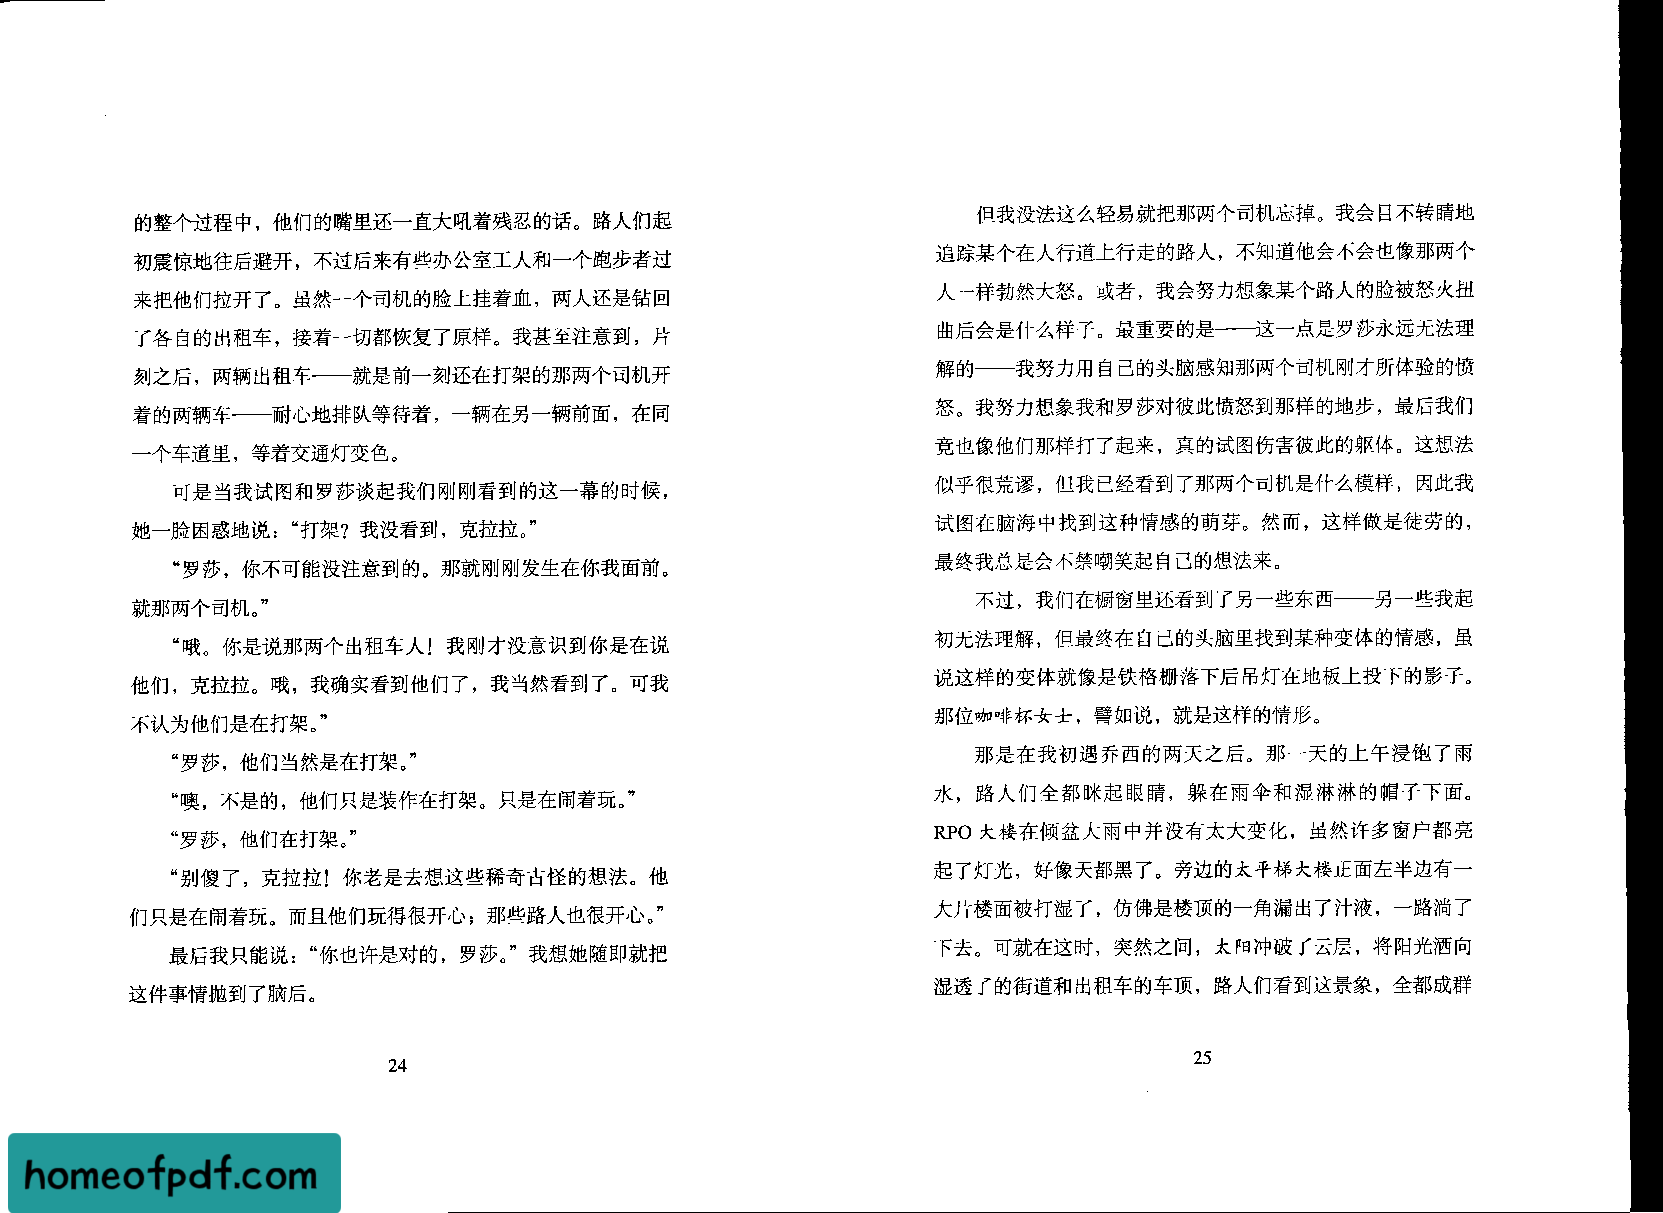 的整个过程中，他们的嘴里还一直大吼着残忍的话。路人们起
初震惊地往后避开，不过后来有些办公室工人和一个跑步者过
来把他们拉开了。虽然一个司机的脸上挂着血，两人还是钻回
了各自的出租车，接着一切都恢复了原样。我甚至注意到，片
刻之后，两辆出租车——就是前一刻还在打架的那两个司机开
着的两辆车——耐心地排队等待着，一辆在另一辆前面，在同
一个车道里，等着交通灯变色。
可是当我试图和罗莎谈起我们刚刚看到的这一幕的时候，
她一脸困惑地说：“打架？我没看到，克拉拉。”
“罗莎，你不可能没注意到的。那就刚刚发生在你我面前。
就那两个司机。”
“哦。你是说那两个出租车人！我刚才没意识到你是在说
他们，克拉拉。哦，我确实看到他们了，我当然看到了。可我
不认为他们是在打架。”
“罗莎，他们当然是在打架。”
“噢，不是的，他们只是装作在打架。只是在闹着玩。”
“罗莎，他们在打架。”
“别傻了，克拉拉！你老是去想这些稀奇古怪的想法。他
们只是在闹着玩。而且他们玩得很开心；那些路人也很开心。”
最后我只能说：“你也许是对的，罗莎。”我想她随即就把
这件事情抛到了脑后。
24
但我没法这么轻易就把那两个司机忘掉。我会目不转睛地
追踪某个在人行道上行走的路人，不知道他会不会也像那两个
人一样勃然大怒。或者，我会努力想象某个路人的脸被怒火扭
曲后会是什么样子。最重要的是——这一点是罗莎永远无法理
解的——我努力用自己的头脑感知那两个司机刚才所体验的愤
怒。我努力想象我和罗莎对彼此愤怒到那样的地步，最后我们
竟也像他们那样打了起来，真的试图伤害彼此的躯体。这想法
似乎很荒谬，但我已经看到了那两个司机是什么模样，因此我
试图在脑海中找到这种情感的萌芽。然而，这样做是徒劳的，
最终我总是会不禁嘲笑起自己的想法来。
不过，我们在橱窗里还看到了另一些东西——另一些我起
初无法理解，但最终在自己的头脑里找到某种变体的情感，虽
说这样的变体就像是铁格栅落下后吊灯在地板上投下的影子。
那位咖啡杯女士，譬如说，就是这样的情形。
那是在我初遇乔西的两天之后。那一天的上午浸饱了雨
水，路人们全都眯起眼睛，躲在雨伞和湿淋淋的帽子下面。
RPO 大楼在倾盆大雨中并没有太大变化，虽然许多窗户都亮
起了灯光，好像天都黑了。旁边的太平梯大楼正面左半边有一
大片楼面被打湿了，仿佛是楼顶的一角漏出了汁液，一路淌了
下去。可就在这时，突然之间，太阳冲破了云层，将阳光洒向
湿透了的街道和出租车的车顶，路人们看到这景象，全都成群
25
homeofpdf.com